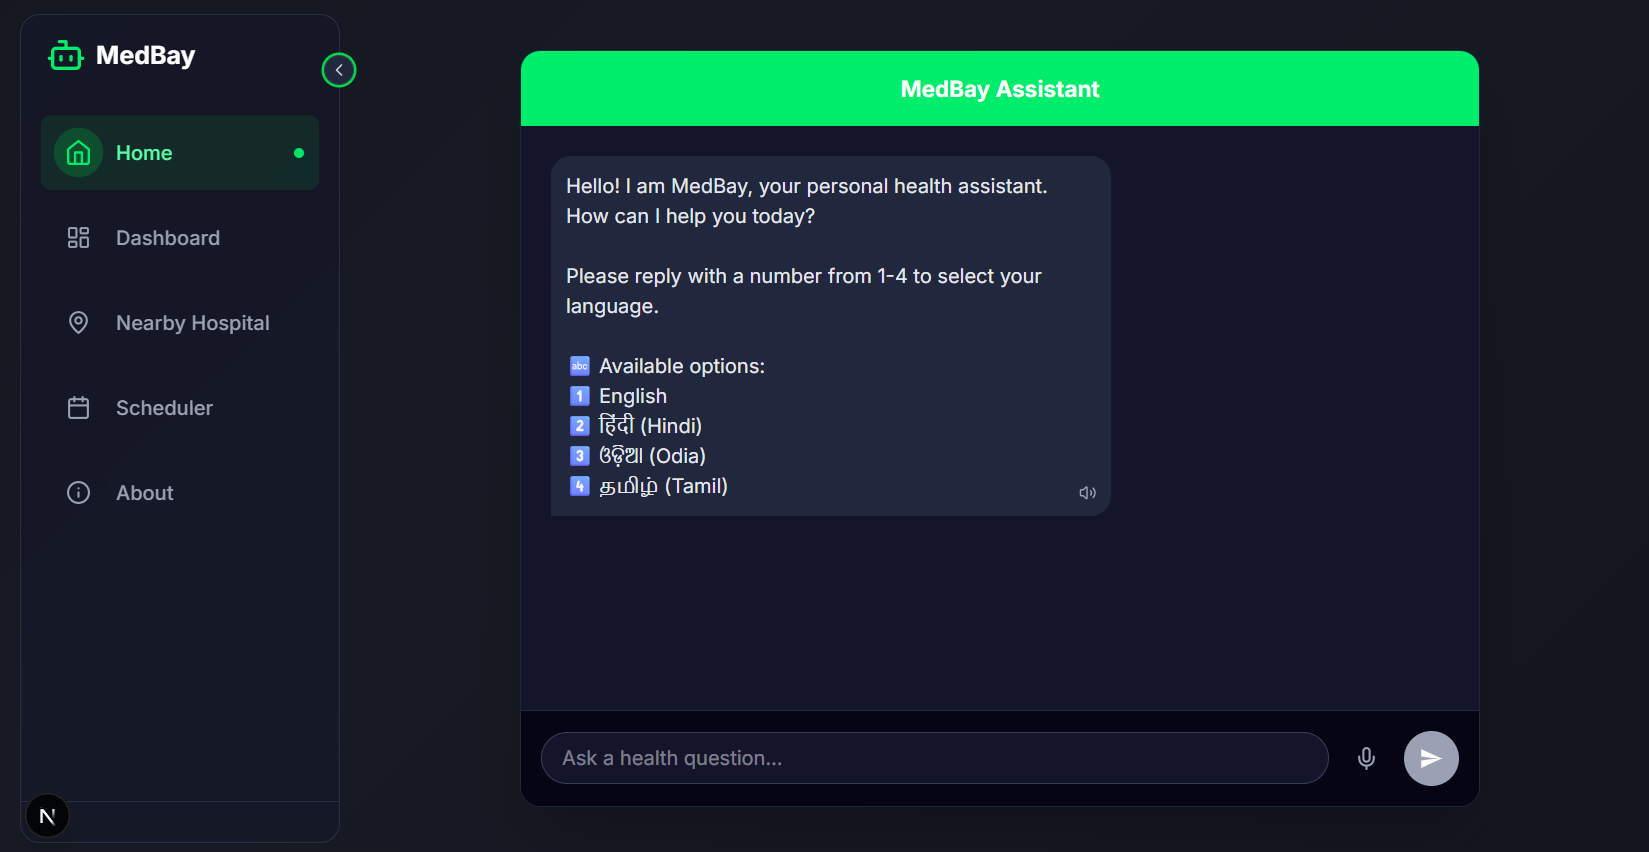 MedBay
Home
Dashboard
Nearby Hospital
Scheduler
About
N
MedBay Assistant
Hello! I am MedBay, your personal health assistant.
How can I help you today?
Please reply with a number from 1-4 to select your
language.
🔤 Available options:
1️⃣ English
2️⃣ हिंदी (Hindi)
3️⃣ ଓଡ଼ିଆ (Odia)
4️⃣ தமிழ் (Tamil)
Ask a health question...